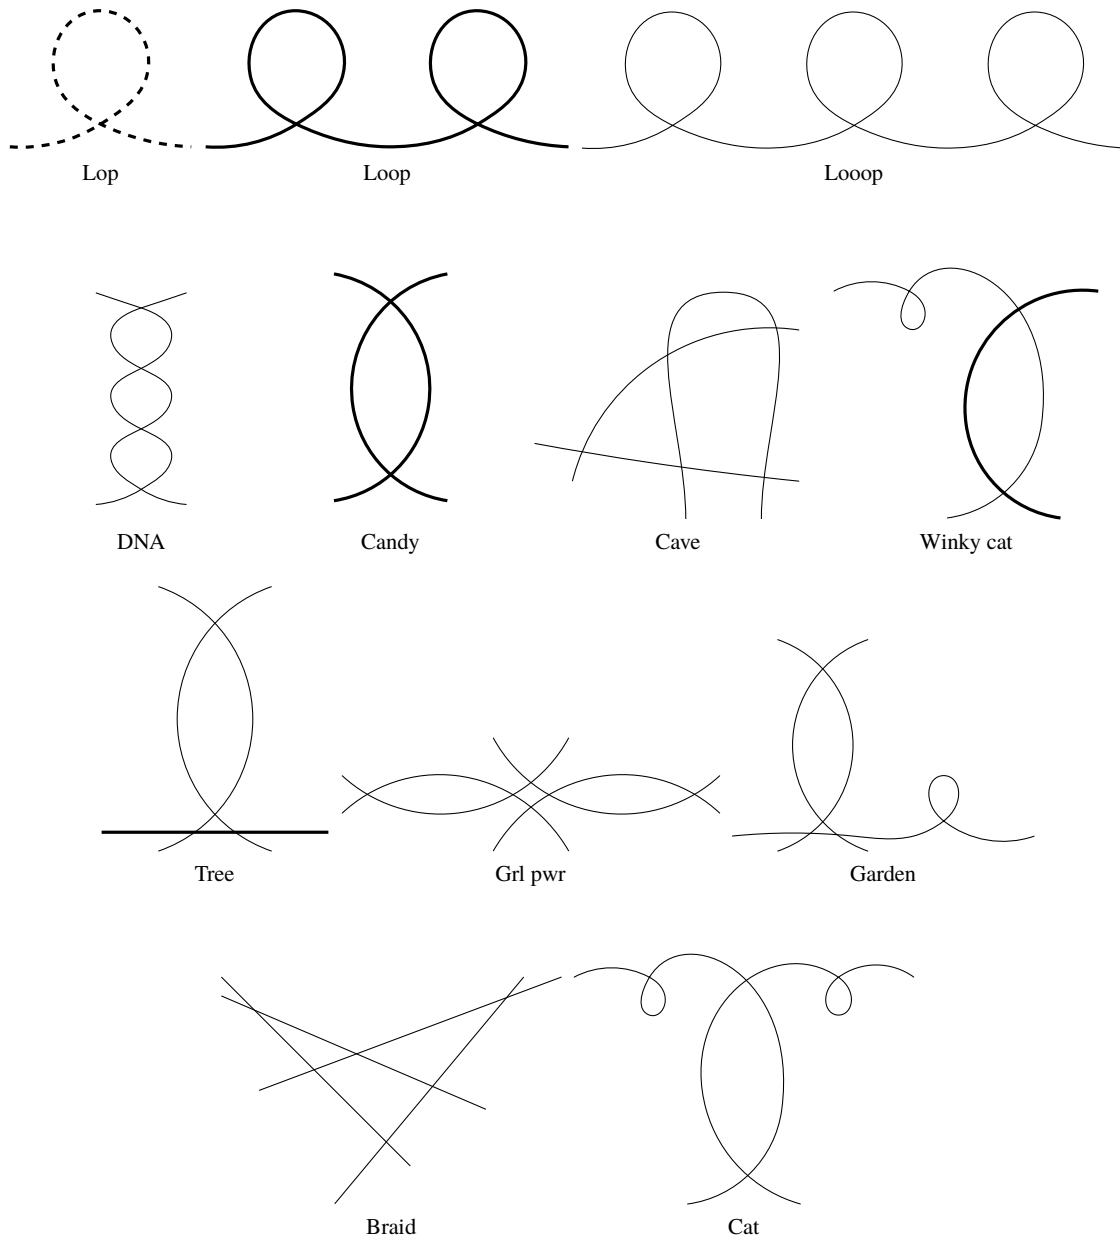 Lop
Loop
Looop
DNA
Candy
Cave
Winky cat
Tree
Grl pwr
Garden
Braid
Cat